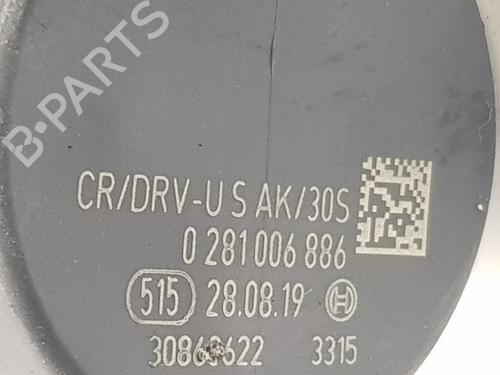 B-PARTS
CR/DRV-U S AK/30S
0 281 006 886
515 28.08.19
3315